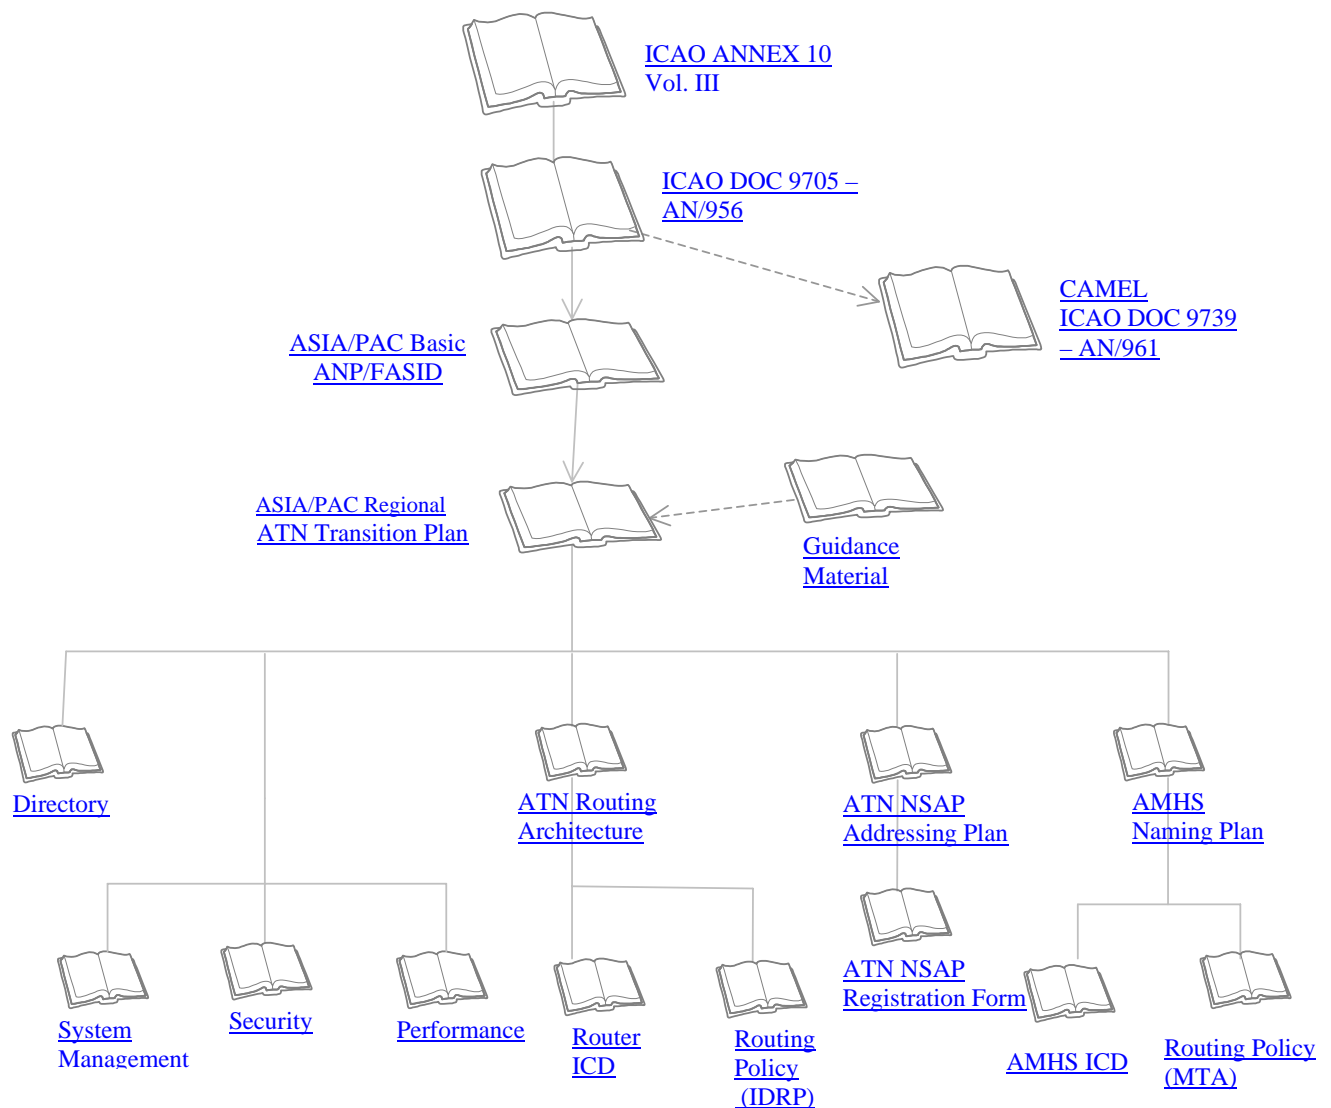 ICAO ANNEX 10
Vol. III
ICAO DOC 9705 –
AN/956
CAMEL
ICAO DOC 9739
– AN/961
ASIA/PAC Basic
ANP/FASID
ASIA/PAC Regional
ATN Transition Plan
Guidance
Material
Directory
ATN Routing
Architecture
ATN NSAP
Addressing Plan
AMHS
Naming Plan
System
Management
Security
Performance
Router
ICD
Routing
Policy
(IDRP)
ATN NSAP
Registration Form
AMHS ICD
Routing Policy
(MTA)